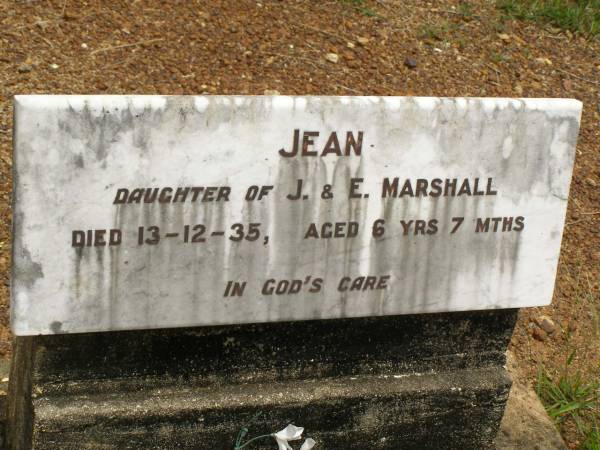 JEAN
DAUGHTER OF J. & E. MARSHALL
DIED 13-12-35, AGED 6 YRS 7 MTHS
IN GOD'S CARE